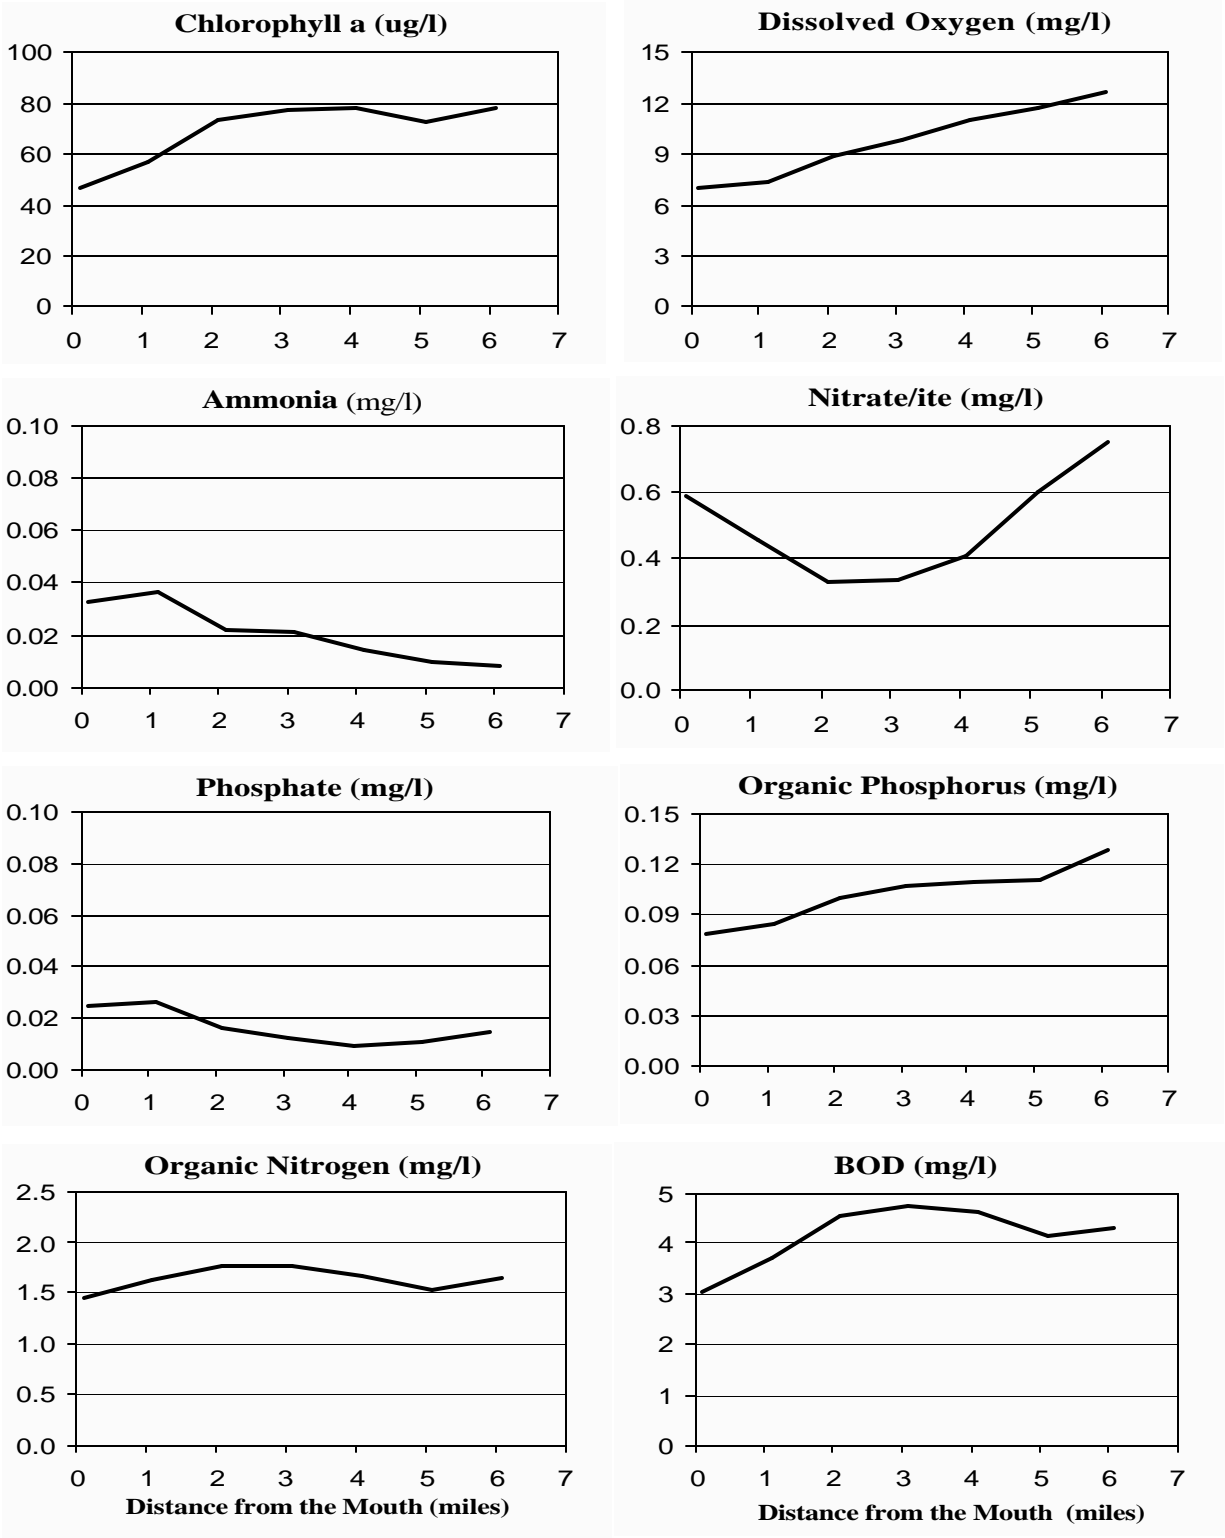 Chlorophyll a (ug/l)
100
80
60
40
20
0
0 1 2 3 4 5 6 7
Dissolved Oxygen (mg/l)
15
12
9
6
3
0
0 1 2 3 4 5 6 7
Ammonia (mg/l)
0.10
0.08
0.06
0.04
0.02
0.00
0 1 2 3 4 5 6 7
Nitrate/ite (mg/l)
0.8
0.6
0.4
0.2
0.0
0 1 2 3 4 5 6 7
Phosphate (mg/l)
0.10
0.08
0.06
0.04
0.02
0.00
0 1 2 3 4 5 6 7
Organic Phosphorus (mg/l)
0.15
0.12
0.09
0.06
0.03
0.00
0 1 2 3 4 5 6 7
Organic Nitrogen (mg/l)
2.5
2.0
1.5
1.0
0.5
0.0
0 1 2 3 4 5 6 7
Distance from the Mouth (miles)
BOD (mg/l)
5
4
3
2
1
0
0 1 2 3 4 5 6 7
Distance from the Mouth (miles)